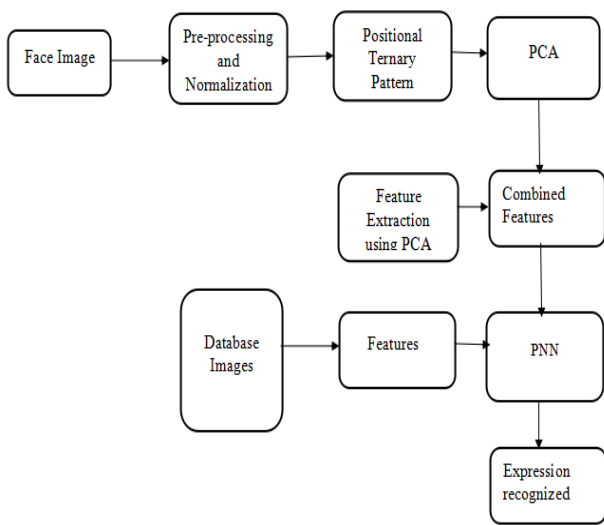 Face Image
Pre-processing
and
Normalization
Positional
Ternary
Pattern
PCA
Feature
Extraction
using PCA
Combined
Features
Database
Images
Features
PNN
Expression
recognized